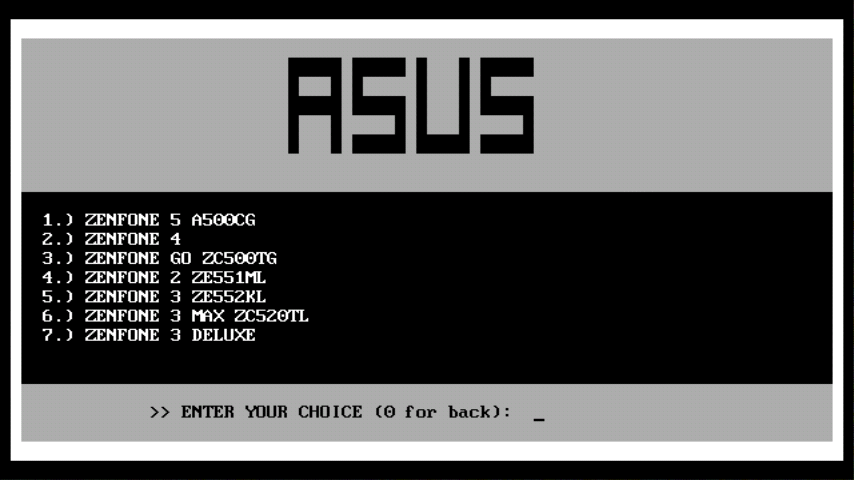 ASUS
1.) ZENFONE 5 A500CG
2.) ZENFONE 4
3.) ZENFONE GO ZC500TG
4.) ZENFONE 2 ZE551ML
5.) ZENFONE 3 ZE552KL
6.) ZENFONE 3 MAX ZC520TL
7.) ZENFONE 3 DELUXE
>> ENTER YOUR CHOICE (0 for back): _